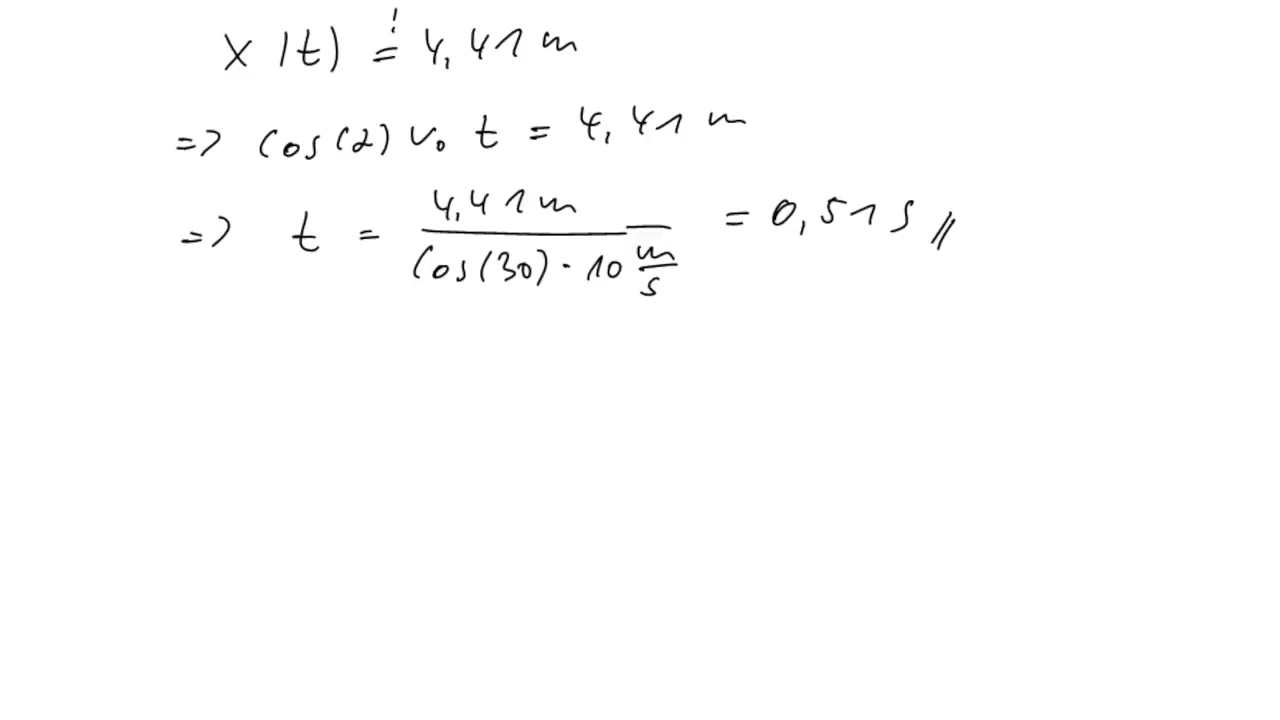 x(t) =! 4,41 m
=> cos(α) v₀ t = 4,41 m
=> t = 4,41 m / cos(30) · 10 m/s = 0,51 s //